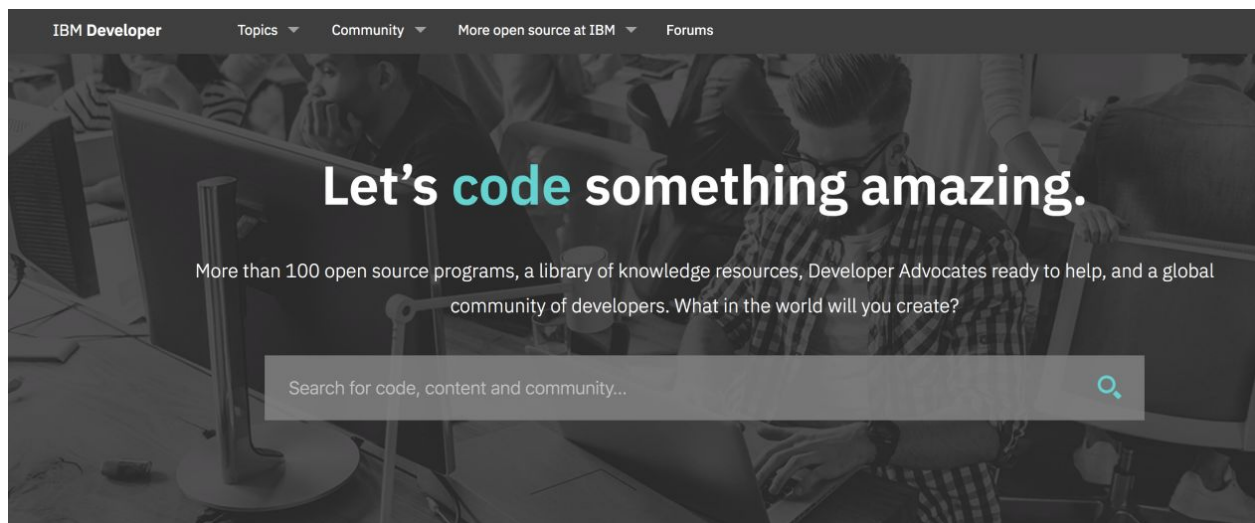 IBM Developer
Topics
Community
More open source at IBM
Forums
Let’s code something amazing.
More than 100 open source programs, a library of knowledge resources, Developer Advocates ready to help, and a global
community of developers. What in the world will you create?
Search for code, content and community...